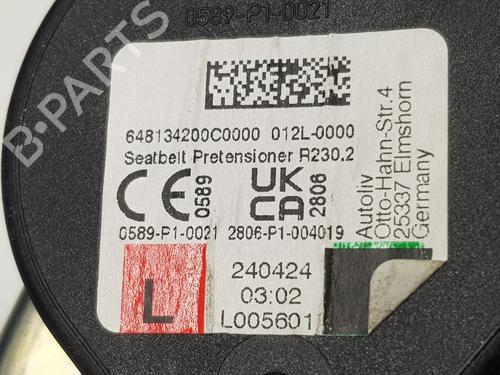 0589-P1-0021
648134200C0000 012L-0000
Seatbelt Pretensioner R230.2
CE 0589 UK CA 2806
0589-P1-0021 2806-P1-004019
L
240424
03:02
L005601
Autoliv
Otto-Hahn-Str.4
25337 Elmshorn
Germany
B-PARTS